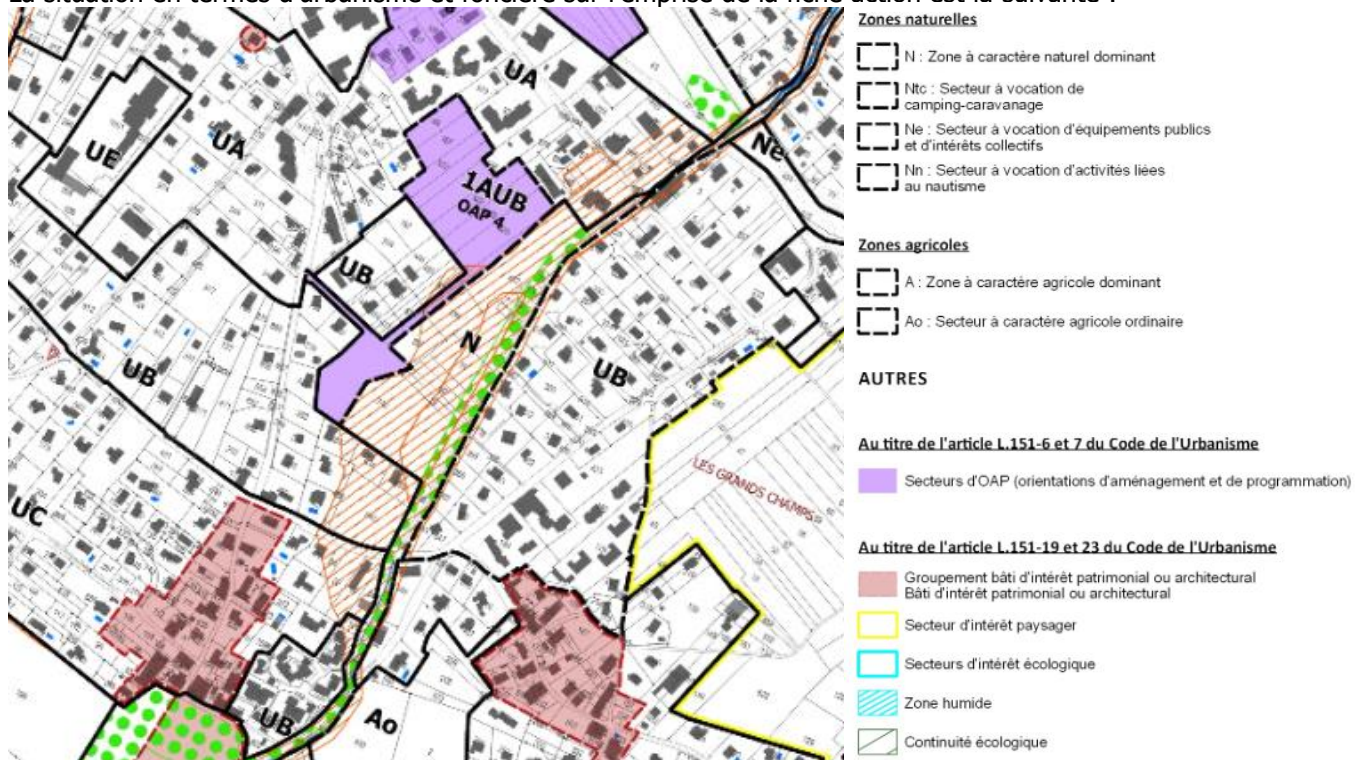 La situation en termes d'urbanisme et foncière sur l'emprise de la fiche action est la suivante :
UA
UE
UA
Ne
1AUB
OAP 4
UB
N
UB
UB
LES GRANDS CHAMPS
UC
UB
Ao
Zones naturelles
N : Zone à caractère naturel dominant
Ntc : Secteur à vocation de
camping-caravanage
Ne : Secteur à vocation d'équipements publics
et d'intérêts collectifs
Nn : Secteur à vocation d'activités liées
au nautisme
Zones agricoles
A : Zone à caractère agricole dominant
Ao : Secteur à caractère agricole ordinaire
AUTRES
Au titre de l'article L.151-6 et 7 du Code de l'Urbanisme
Secteurs d'OAP (orientations d'aménagement et de programmation)
Au titre de l'article L.151-19 et 23 du Code de l'Urbanisme
Groupement bâti d'intérêt patrimonial ou architectural
Bâti d'intérêt patrimonial ou architectural
Secteur d'intérêt paysager
Secteurs d'intérêt écologique
Zone humide
Continuité écologique